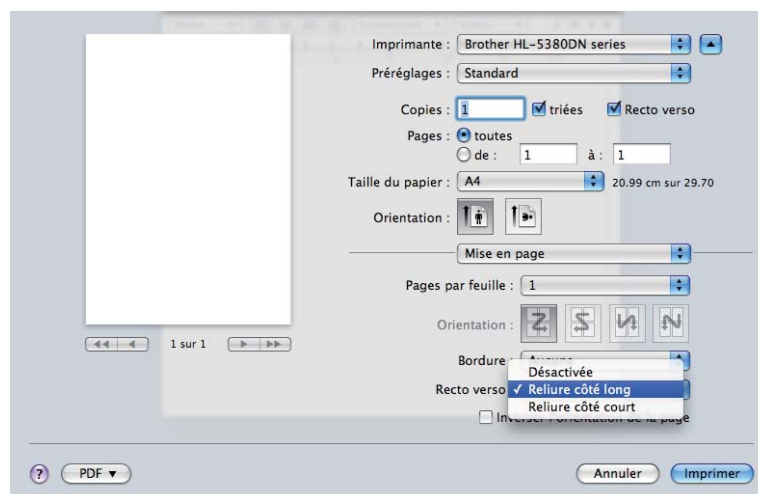 Imprimante : Brother HL-5380DN series
Préréglages : Standard
Copies : 1 triées Recto verso
Pages : toutes
de : 1 à : 1
Taille du papier : A4 20.99 cm sur 29.70
Orientation :
Mise en page
Pages par feuille : 1
Orientation :
1 sur 1
Bordure : Aucune
Désactivée
Recto verso ✓ Reliure côté long
Reliure côté court
Inverser l'orientation de la page
? PDF ▼ Annuler Imprimer